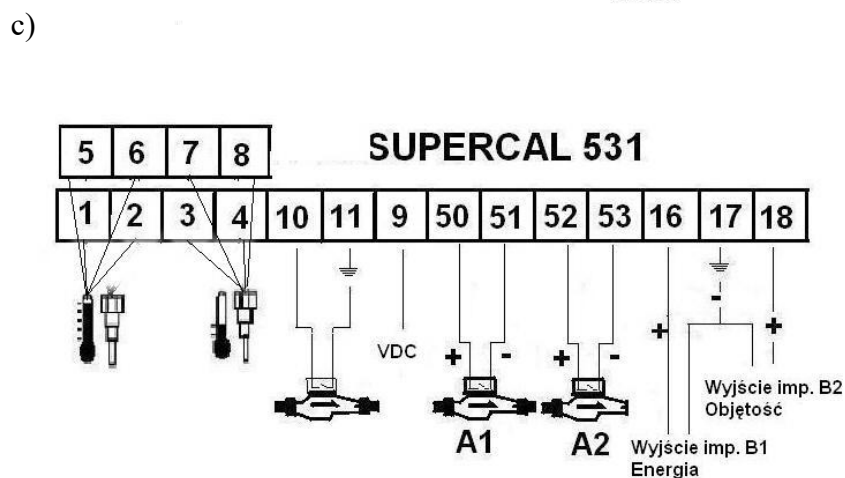 c)
5 6 7 8 SUPERCAL 531
1 2 3 4 10 11 9 50 51 52 53 16 17 18
-
+ +
VDC + - + -
Wyjście imp. B2
Objętość
A1 A2
Wyjście imp. B1
Energia